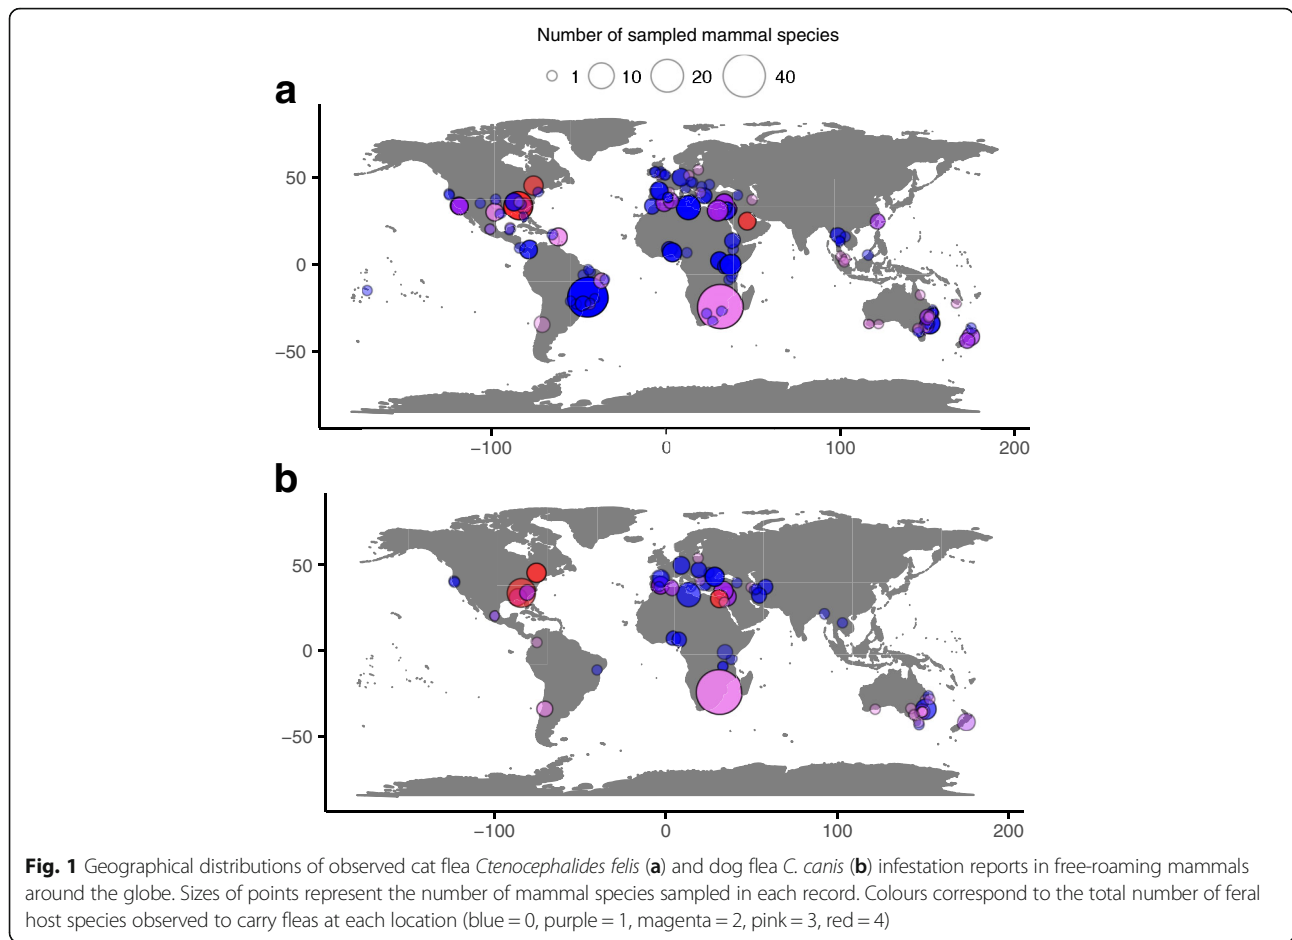 Number of sampled mammal species
1 10 20 40
a
50
0
−50
−100 0 100 200
b
50
0
−50
−100 0 100 200
Fig. 1 Geographical distributions of observed cat flea Ctenocephalides felis (a) and dog flea C. canis (b) infestation reports in free-roaming mammals
around the globe. Sizes of points represent the number of mammal species sampled in each record. Colours correspond to the total number of feral
host species observed to carry fleas at each location (blue = 0, purple = 1, magenta = 2, pink = 3, red = 4)